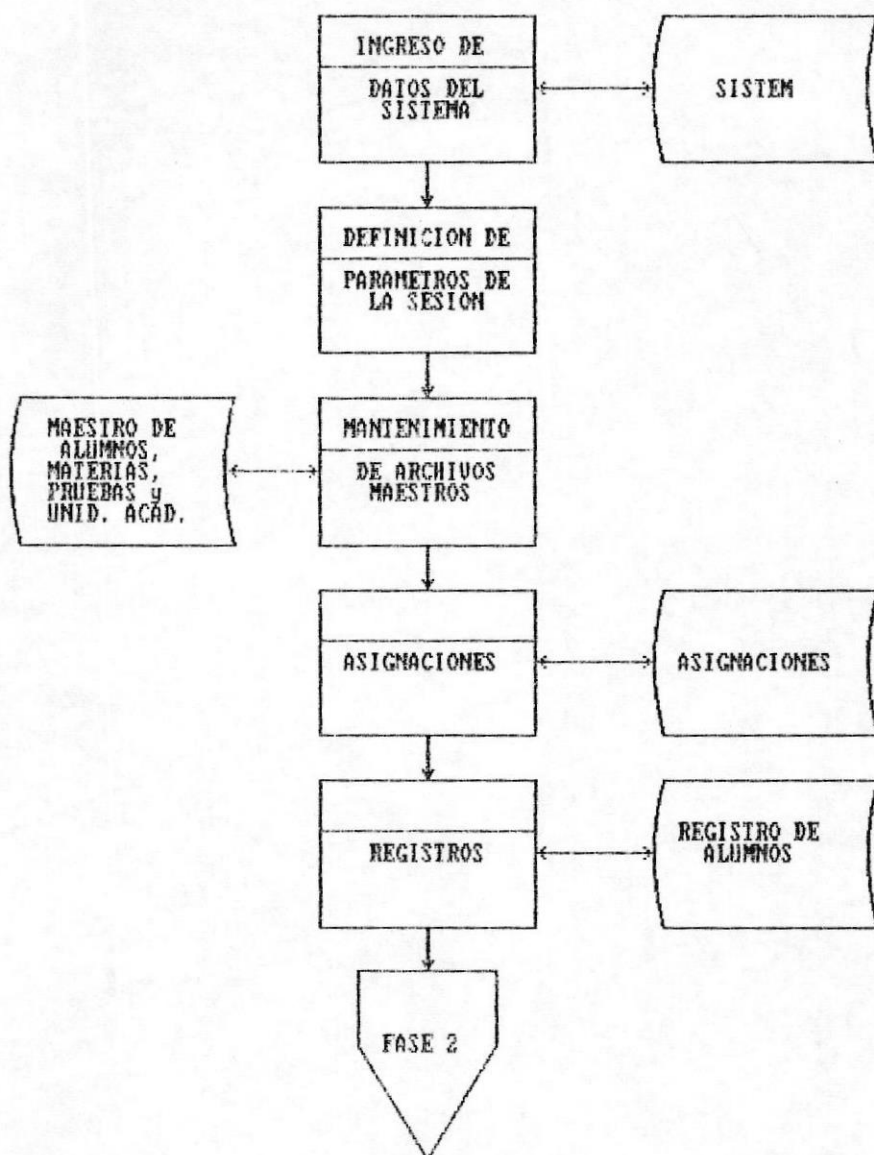 INGRESO DE
DATOS DEL
SISTEMA
SISTEM
DEFINICION DE
PARAMETROS DE
LA SESION
MAESTRO DE
ALUMNOS,
MATERIAS,
PRUEBAS y
UNID. ACAD.
MANTENIMIENTO
DE ARCHIVOS
MAESTROS
ASIGNACIONES
ASIGNACIONES
REGISTROS
REGISTRO DE
ALUMNOS
FASE 2